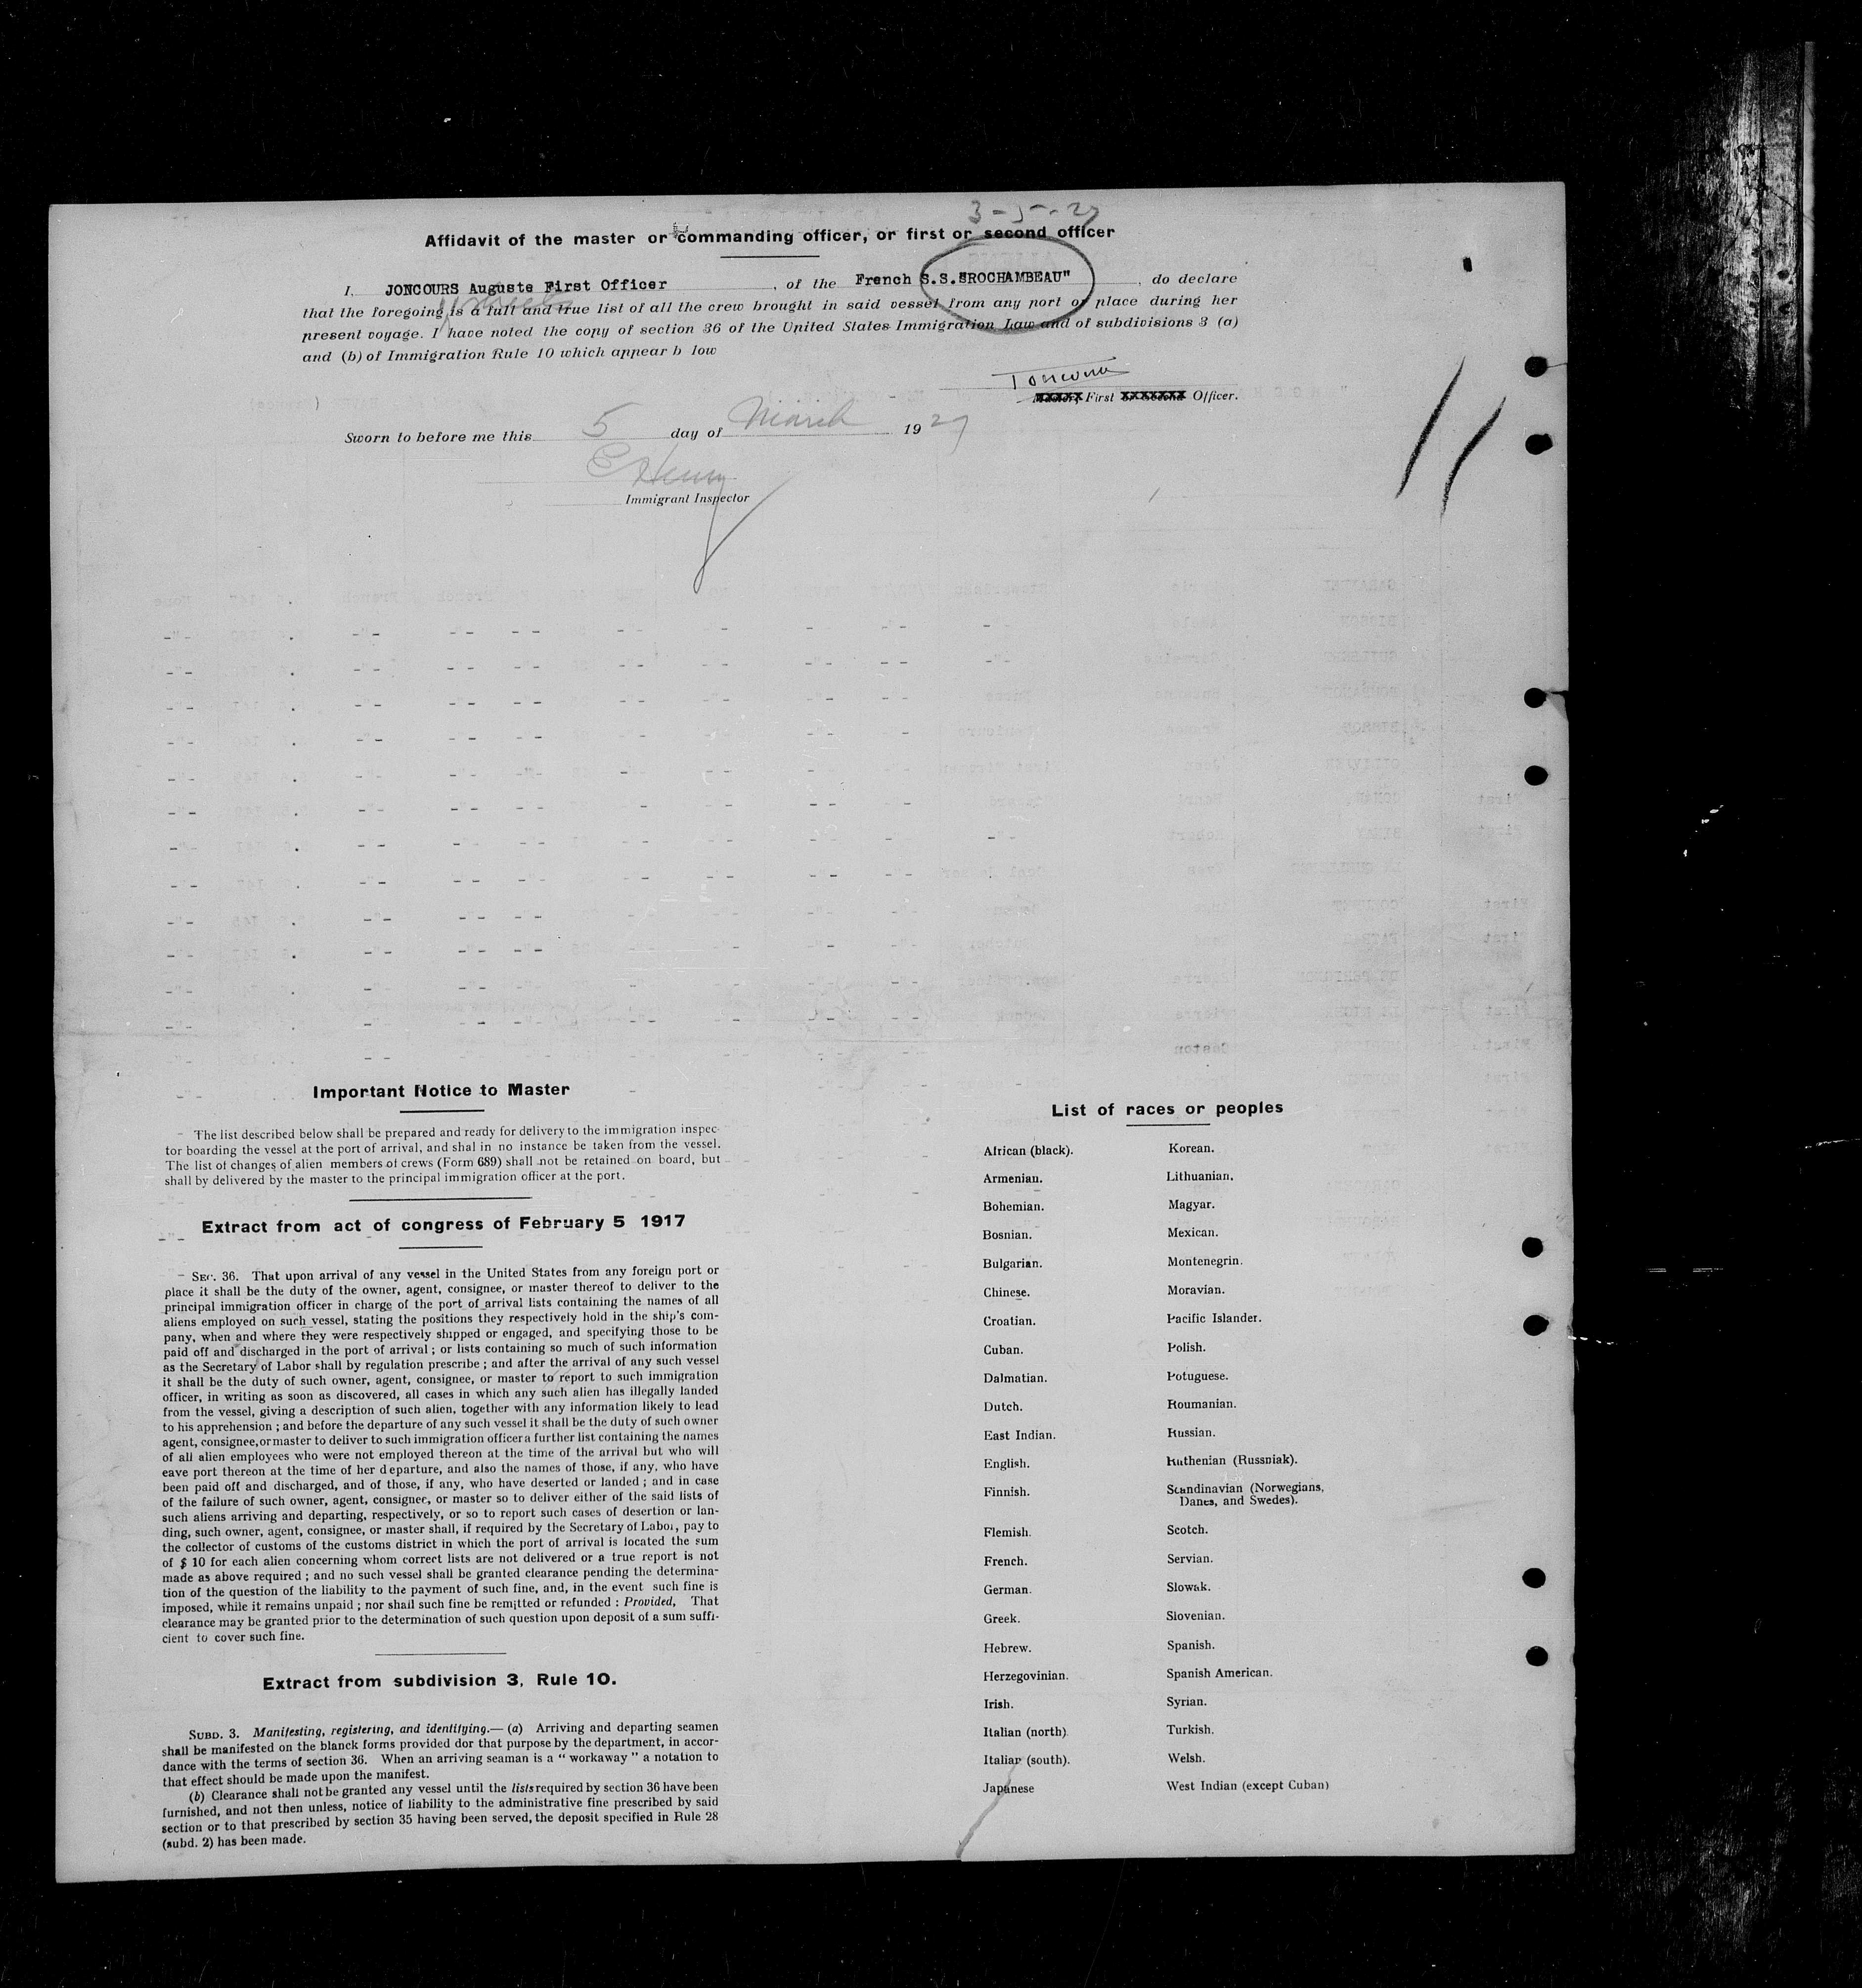 3-5-27
Affidavit of the master or commanding officer, or first or second officer
I, JONCOURS Auguste First Officer , of the French S.S."ROCHAMBEAU" , do declare
that the foregoing is a full and true list of all the crew brought in said vessel from any port or place during her
present voyage. I have noted the copy of section 36 of the United States Immigration Law and of subdivisions 3 (a)
and (b) of Immigration Rule 10 which appear b low
First Officer.
Sworn to before me this 5 day of March 1927
Immigrant Inspector
11
Important Notice to Master
The list described below shall be prepared and ready for delivery to the immigration inspec-
tor boarding the vessel at the port of arrival, and shal in no instance be taken from the vessel.
The list of changes of alien members of crews (Form 689) shall not be retained on board, but
shall by delivered by the master to the principal immigration officer at the port.
Extract from act of congress of February 5 1917
SEC. 36. That upon arrival of any vessel in the United States from any foreign port or
place it shall be the duty of the owner, agent, consignee, or master thereof to deliver to the
principal immigration officer in charge of the port of arrival lists containing the names of all
aliens employed on such vessel, stating the positions they respectively hold in the ship's com-
pany, when and where they were respectively shipped or engaged, and specifying those to be
paid off and discharged in the port of arrival ; or lists containing so much of such information
as the Secretary of Labor shall by regulation prescribe ; and after the arrival of any such vessel
it shall be the duty of such owner, agent, consignee, or master to report to such immigration
officer, in writing as soon as discovered, all cases in which any such alien has illegally landed
from the vessel, giving a description of such alien, together with any information likely to lead
to his apprehension ; and before the departure of any such vessel it shall be the duty of such owner
agent, consignee, or master to deliver to such immigration officer a further list containing the names
of all alien employees who were not employed thereon at the time of the arrival but who will
eave port thereon at the time of her departure, and also the names of those, if any, who have
been paid off and discharged, and of those, if any, who have deserted or landed ; and in case
of the failure of such owner, agent, consignee, or master so to deliver either of the said lists of
such aliens arriving and departing, respectively, or so to report such cases of desertion or lan-
ding, such owner, agent, consignee, or master shall, if required by the Secretary of Labor, pay to
the collector of customs of the customs district in which the port of arrival is located the sum
of $ 10 for each alien concerning whom correct lists are not delivered or a true report is not
made as above required ; and no such vessel shall be granted clearance pending the determina-
tion of the question of the liability to the payment of such fine, and, in the event such fine is
imposed, while it remains unpaid ; nor shall such fine be remitted or refunded : Provided, That
clearance may be granted prior to the determination of such question upon deposit of a sum suffi-
cient to cover such fine.
Extract from subdivision 3, Rule 10.
SUBD. 3. Manifesting, registering, and identifying.— (a) Arriving and departing seamen
shall be manifested on the blanck forms provided dor that purpose by the department, in accor-
dance with the terms of section 36. When an arriving seaman is a “ workaway ” a notation to
that effect should be made upon the manifest.
(b) Clearance shall not be granted any vessel until the lists required by section 36 have been
furnished, and not then unless, notice of liability to the administrative fine prescribed by said
section or to that prescribed by section 35 having been served, the deposit specified in Rule 28
(subd. 2) has been made.
List of races or peoples
African (black).
Armenian.
Bohemian.
Bosnian.
Bulgarian.
Chinese.
Croatian.
Cuban.
Dalmatian.
Dutch.
East Indian.
English.
Finnish.
Flemish.
French.
German.
Greek.
Hebrew.
Herzegovinian.
Irish.
Italian (north)
Italian (south).
Japanese
Korean.
Lithuanian.
Magyar.
Mexican.
Montenegrin.
Moravian.
Pacific Islander.
Polish.
Potuguese.
Roumanian.
Russian.
Ruthenian (Russniak).
Scandinavian (Norwegians,
Danes, and Swedes).
Scotch.
Servian.
Slowak.
Slovenian.
Spanish.
Spanish American.
Syrian.
Turkish.
Welsh.
West Indian (except Cuban)